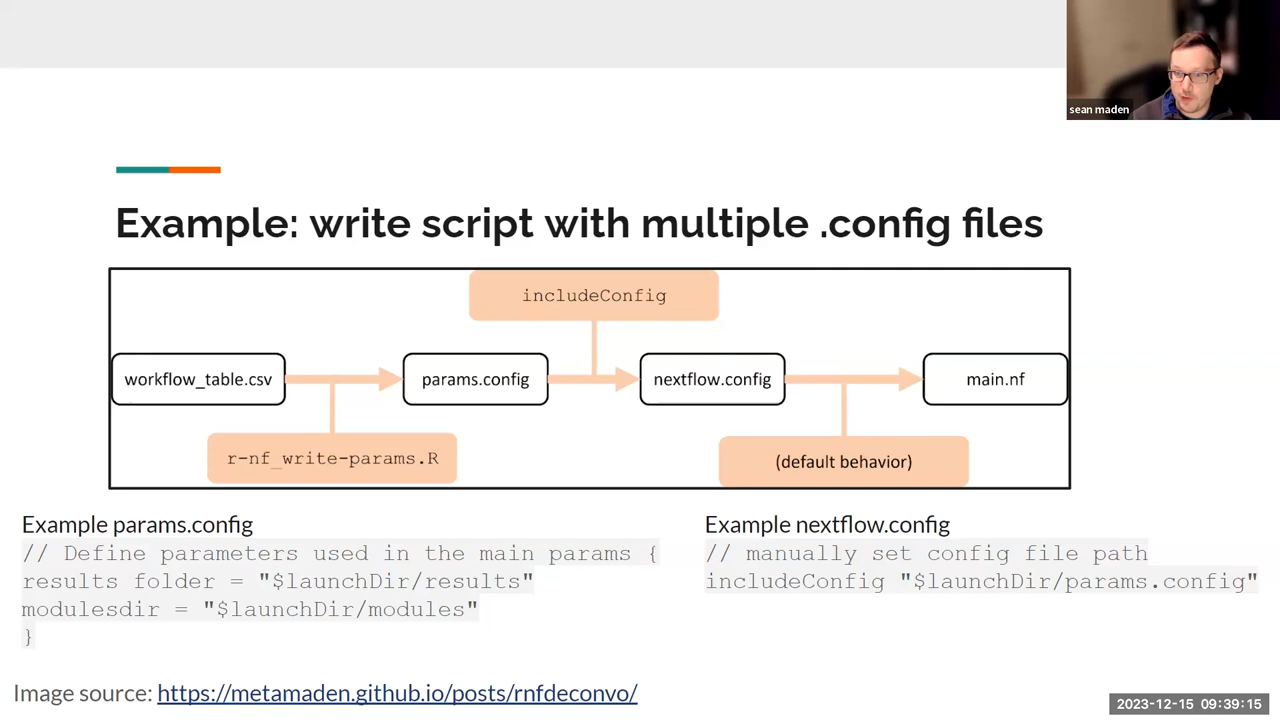 sean maden
Example: write script with multiple .config files
includeConfig
workflow_table.csv
params.config
nextflow.config
main.nf
r-nf_write-params.R
(default behavior)
Example params.config
// Define parameters used in the main params {
results folder = "$launchDir/results"
modulesdir = "$launchDir/modules"
}
Example nextflow.config
// manually set config file path
includeConfig "$launchDir/params.config"
Image source: https://metamaden.github.io/posts/rnfdeconvo/
2023-12-15 09:39:15